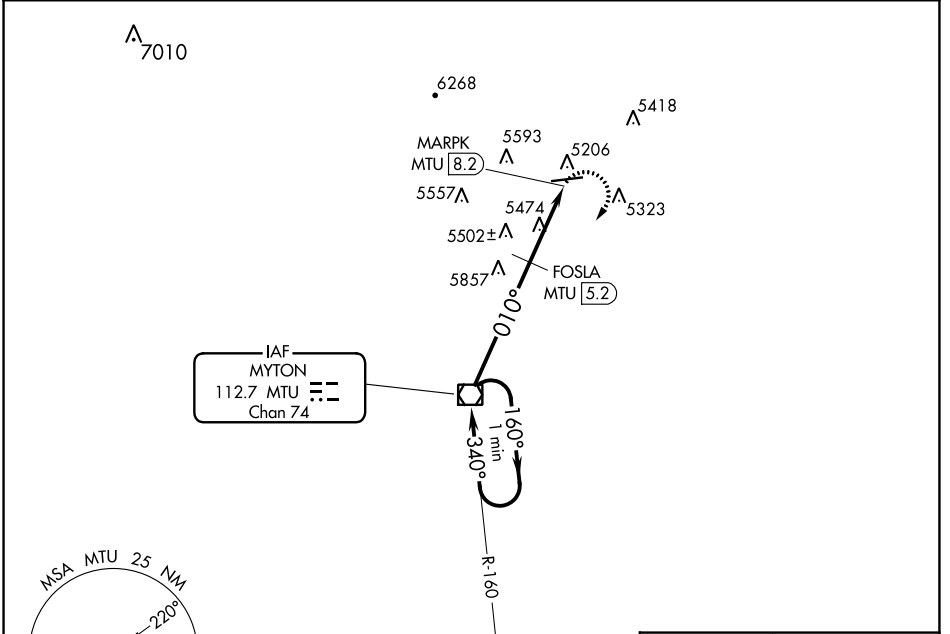 7010
6268
5418
5593
5206
MARPK
MTU 8.2
5557
5323
5474
5502±
5857
FOSLA
MTU 5.2
010°
IAF
MYTON
112.7 MTU
Chan 74
160°
1 min
340°
R-160
MSA MTU 25 NM
220°